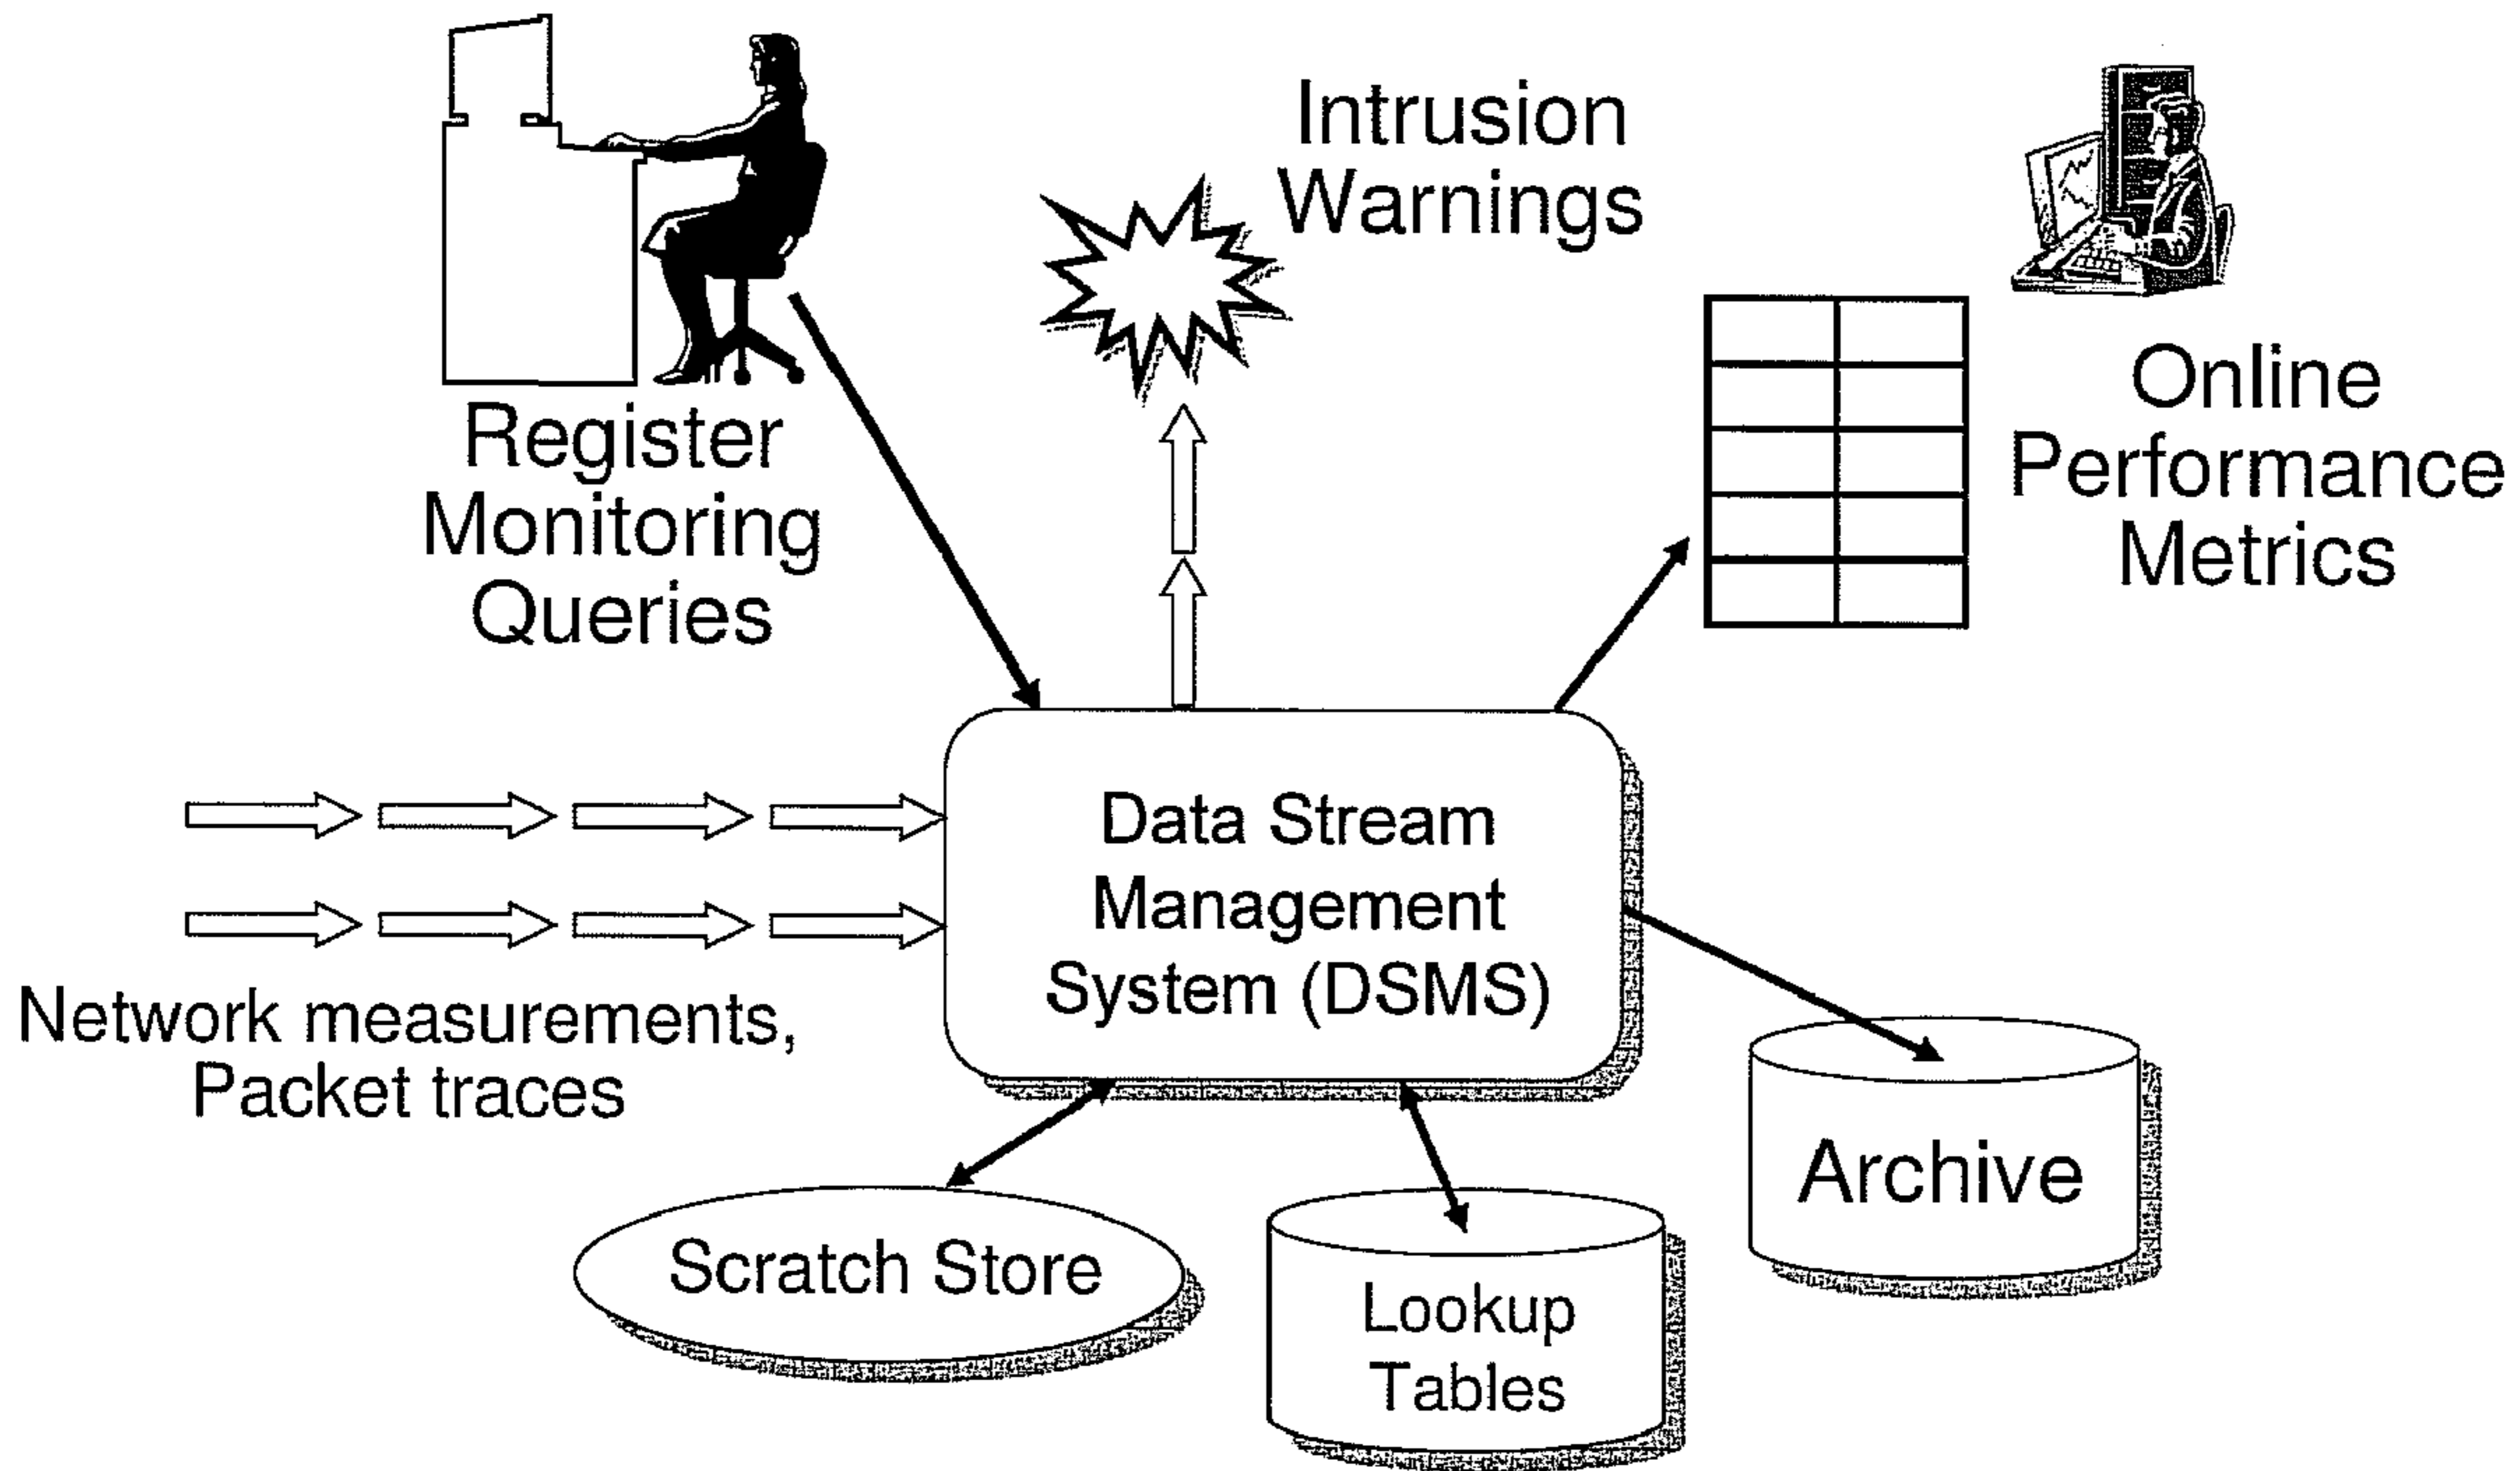 Intrusion
Warnings
Register
Monitoring
Queries
Online
Performance
Metrics
Data Stream
Management
System (DSMS)
Network measurements,
Packet traces
Scratch Store
Lookup
Tables
Archive